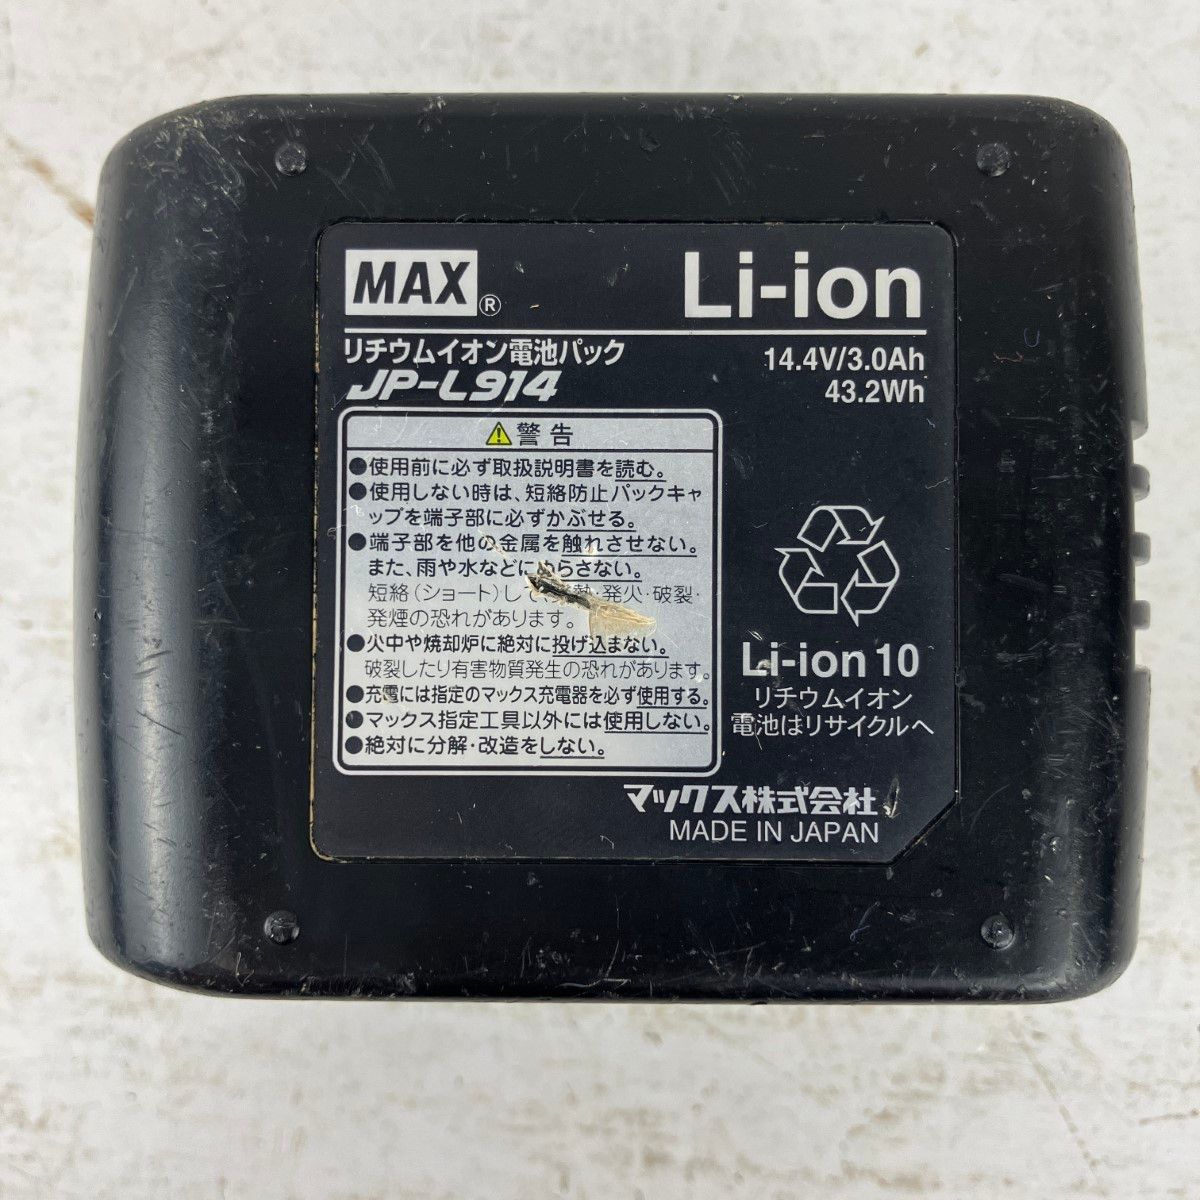 MAX®
Li-ion
リチウムイオン電池パック
JP-L914
14.4V/3.0Ah
43.2Wh
警告
●使用前に必ず取扱説明書を読む。
●使用しない時は、短絡防止パックキャ
ップを端子部に必ずかぶせる。
●端子部を他の金属を触れさせない。
また、雨や水などにぬらさない。
短絡(ショート)して、発熱・発火・破裂・
発煙の恐れがあります。
●火中や焼却炉に絶対に投げ込まない。
破裂したり有害物質発生の恐れがあります。
●充電には指定のマックス充電器を必ず使用する。
●マックス指定工具以外には使用しない。
●絶対に分解・改造をしない。
Li-ion 10
リチウムイオン
電池はリサイクルへ
マックス株式会社
MADE IN JAPAN